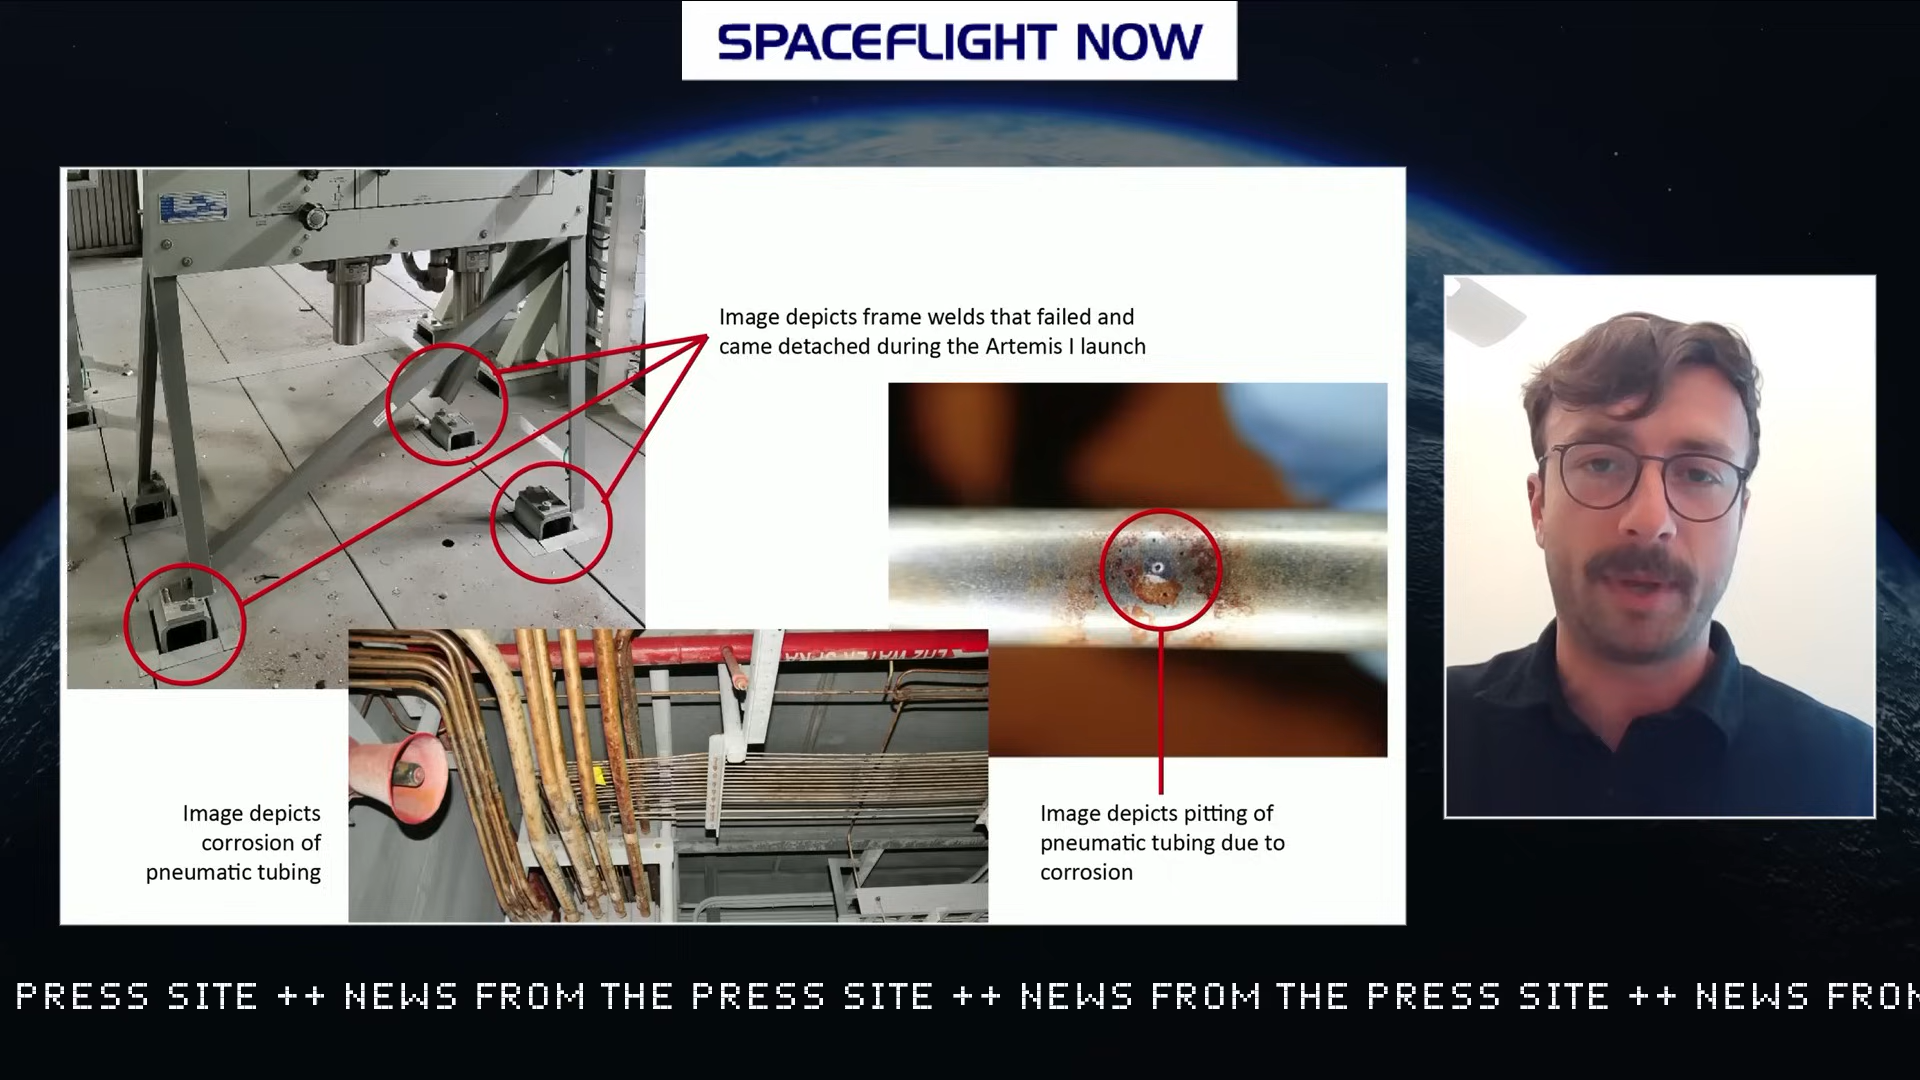 SPACEFLIGHT NOW
Image depicts frame welds that failed and
came detached during the Artemis I launch
Image depicts
corrosion of
pneumatic tubing
Image depicts pitting of
pneumatic tubing due to
corrosion
PRESS SITE ++ NEWS FROM THE PRESS SITE ++ NEWS FROM THE PRESS SITE ++ NEWS FROM